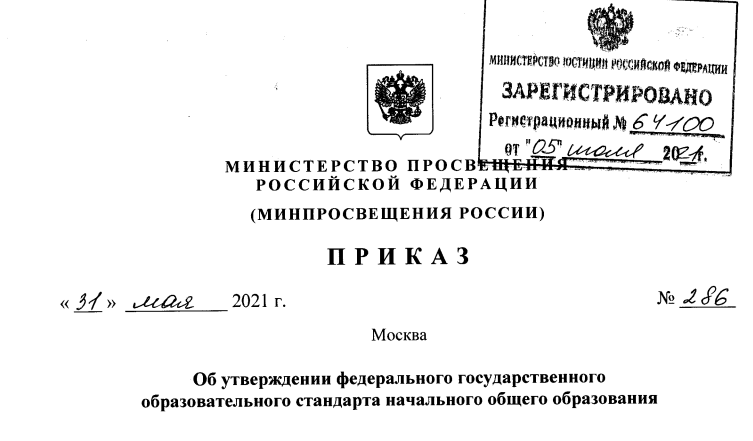 МИНИСТЕРСТВО ЮСТИЦИИ РОССИЙСКОЙ ФЕДЕРАЦИИ
ЗАРЕГИСТРИРОВАНО
Регистрационный № 64100
от "05" июля 2021г.
МИНИСТЕРСТВО ПРОСВЕЩЕНИЯ
РОССИЙСКОЙ ФЕДЕРАЦИИ
(МИНПРОСВЕЩЕНИЯ РОССИИ)
ПРИКАЗ
« 31 » мая 2021 г.
№ 286
Москва
Об утверждении федерального государственного
образовательного стандарта начального общего образования